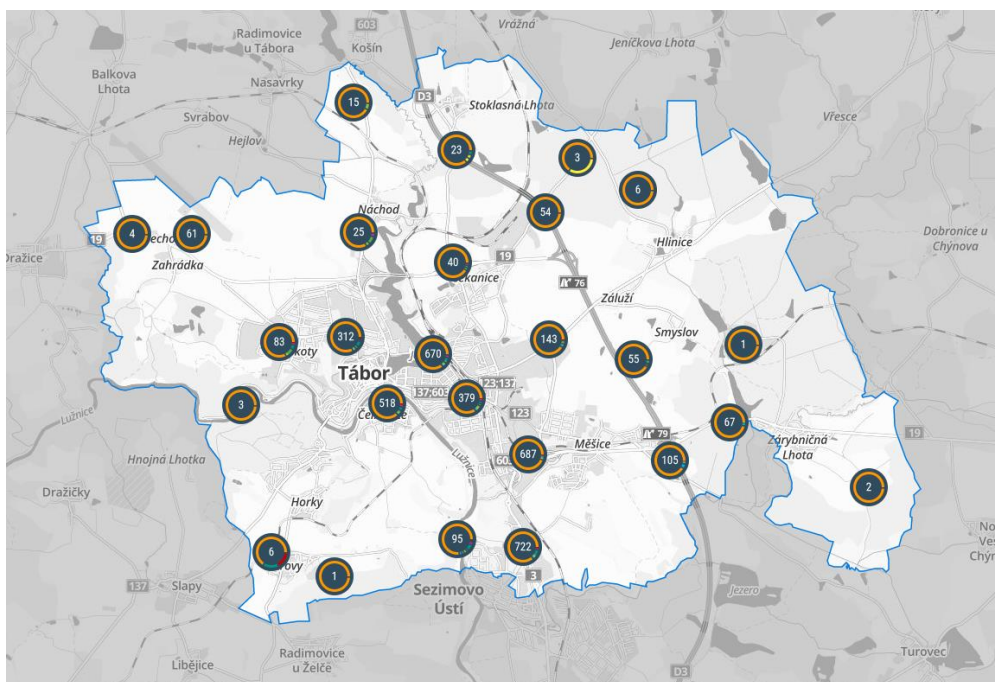 603
Vrážná
Radimovice
u Tábora
Košín
Jeníčkova Lhota
Balkova
Lhota
Nasavrky
D3
15
Stoklasná Lhota
Svrabov
Vřesce
Hejlov
23
3
6
Náchod
54
4
61
25
19
Zahrádka
Hlinice
Dobronice u
Chýnova
Dražice
40
19
76
Záluží
312
143
Smyslov
83
670
55
1
Tábor
123-137
137;603
379
3
518
123
Lužnice
67
Měšice
79
Zárybničná
Lhota
19
Hnojná Lhotka
Lužnice
687
603
105
2
Dražičky
Horky
95
722
6
1
3
137
Slapy
Sezimovo
Ústí
Jezero
Radimovice
u Želče
Libějice
Turovec
D3